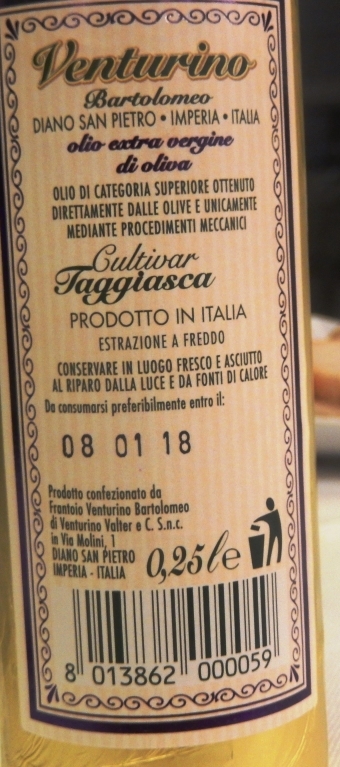 Venturino
Bartolomeo
DIANO SAN PIETRO • IMPERIA • ITALIA
olio extra vergine
di oliva
OLIO DI CATEGORIA SUPERIORE OTTENUTO
DIRETTAMENTE DALLE OLIVE E UNICAMENTE
MEDIANTE PROCEDIMENTI MECCANICI
Cultivar
Taggiasca
PRODOTTO IN ITALIA
ESTRAZIONE A FREDDO
CONSERVARE IN LUOGO FRESCO E ASCIUTTO
AL RIPARO DALLA LUCE E DA FONTI DI CALORE
Da consumarsi preferibilmente entro il:
08 01 18
Prodotto confezionato da
Frantoio Venturino Bartolomeo
di Venturino Valter e C. S.n.c.
in Via Molini, 1
DIANO SAN PIETRO
IMPERIA - ITALIA
0,25 l e
8 013862 000059